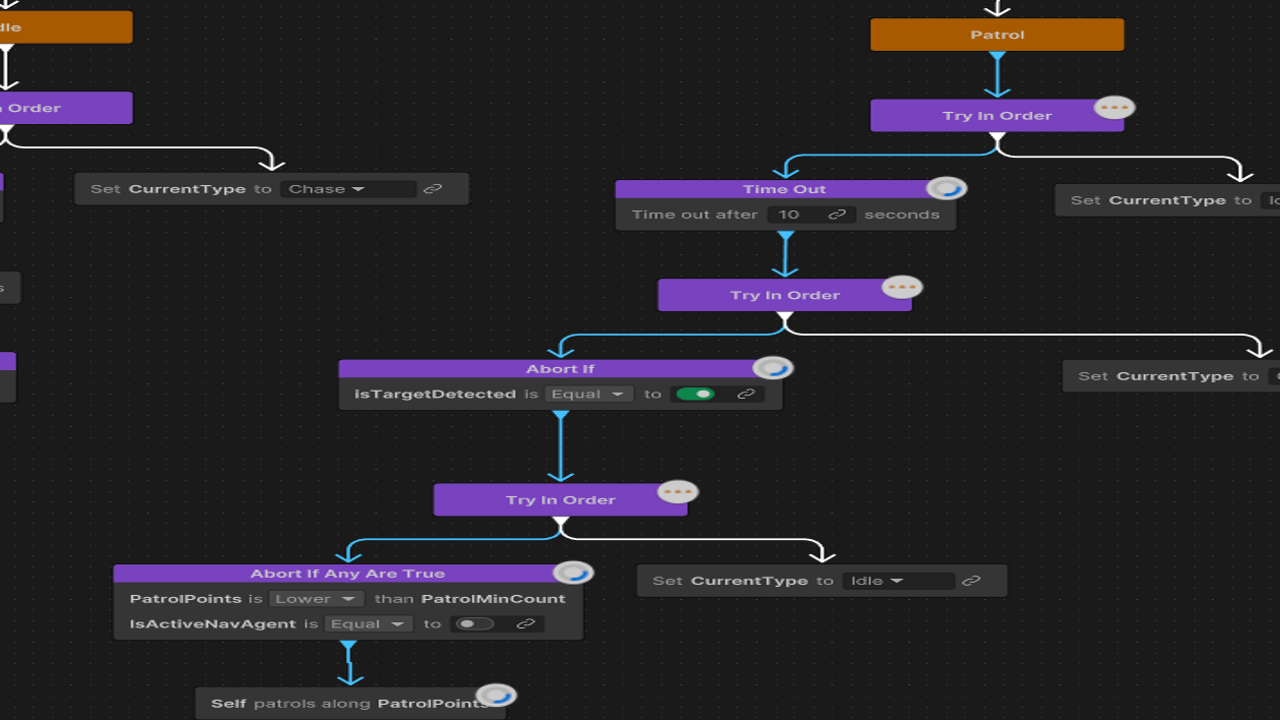 dle
Patrol
Order
Try In Order
Set CurrentType to Chase
Time Out
Time out after 10 seconds
Set CurrentType to
Try In Order
Abort If
isTargetDetected is Equal to
Set CurrentType to
Try In Order
Abort If Any Are True
PatrolPoints is Lower than PatrolMinCount
IsActiveNavAgent is Equal to
Set CurrentType to Idle
Self patrols along PatrolPoints